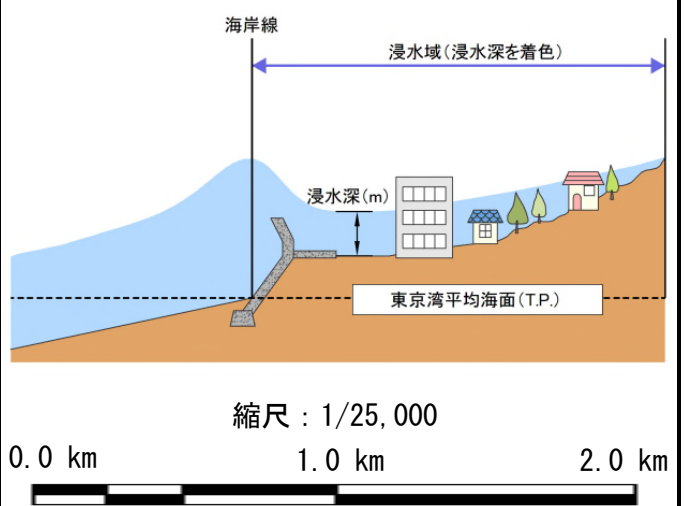 海岸線
浸水域(浸水深を着色)
浸水深(m)
東京湾平均海面(T.P.)
縮尺:1/25,000
0.0 km 1.0 km 2.0 km